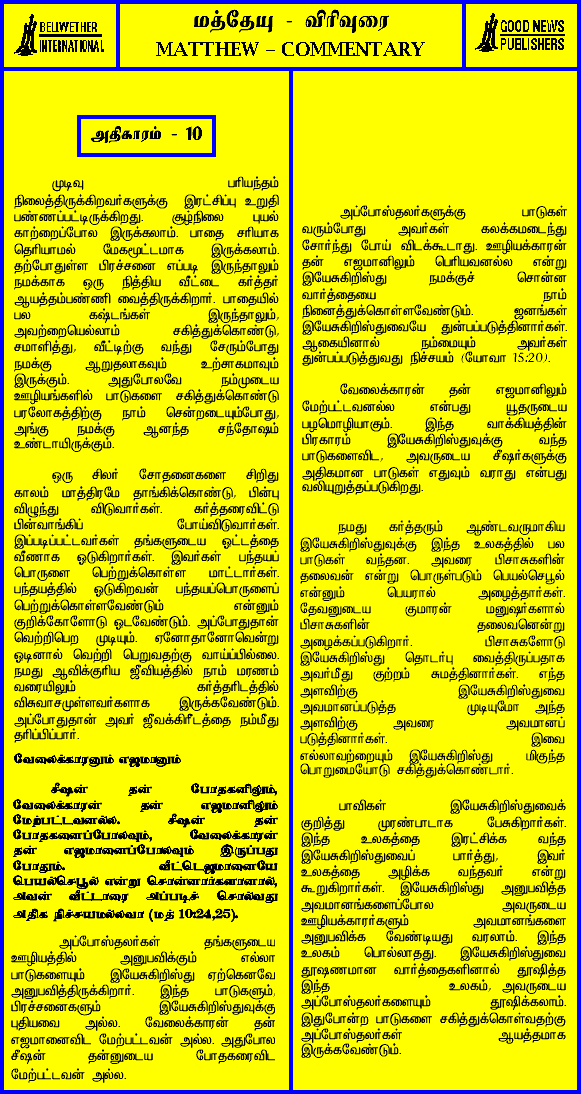 BELIWETHER
INTERNATIONAL
மத்தேயு - விரிவுரை
MATTHEW – COMMENTARY
GOOD NEWS
PUBLISHERS
அதிகாரம் - 10
முடிவு பரியந்தம்
நிலைத்திருக்கிறவர்களுக்கு இரட்சிப்பு உறுதி
பண்ணப்பட்டிருக்கிறது. சூழ்நிலை புயல்
காற்றைப்போல இருக்கலாம். பாதை சரியாக
தெரியாமல் மேகமூட்டமாக இருக்கலாம்.
தற்போதுள்ள பிரச்சனை எப்படி இருந்தாலும்
நமக்காக ஒரு நித்திய வீட்டை கர்த்தர்
ஆயத்தம்பண்ணி வைத்திருக்கிறார். பாதையில்
பல கஷ்டங்கள் இருந்தாலும்,
அவற்றையெல்லாம் சகித்துக்கொண்டு,
சமாளித்து, வீட்டிற்கு வந்து சேரும்போது
நமக்கு ஆறுதலாகவும் உற்சாகமாவும்
இருக்கும். அதுபோலவே நம்முடைய
ஊழியங்களில் பாடுகளை சகித்துக்கொண்டு
பரலோகத்திற்கு நாம் சென்றடையும்போது,
அங்கு நமக்கு ஆனந்த சந்தோஷம்
உண்டாயிருக்கும்.
ஒரு சிலர் சோதனைகளை சிறிது
காலம் மாத்திரமே தாங்கிக்கொண்டு, பின்பு
விழுந்து விடுவார்கள். கர்த்தரைவிட்டு
பின்வாங்கிப் போய்விடுவார்கள்.
இப்படிப்பட்டவர்கள் தங்களுடைய ஓட்டத்தை
வீணாக ஓடுகிறார்கள். இவர்கள் பந்தயப்
பொருளை பெற்றுக்கொள்ள மாட்டார்கள்.
பந்தயத்தில் ஓடுகிறவன் பந்தயப்பொருளைப்
பெற்றுக்கொள்ளவேண்டும் என்னும்
குறிக்கோளோடு ஓடவேண்டும். அப்போதுதான்
வெற்றிபெற முடியும். ஏனோதானோவென்று
ஓடினால் வெற்றி பெறுவதற்கு வாய்ப்பில்லை.
நமது ஆவிக்குரிய ஜீவியத்தில் நாம் மரணம்
வரையிலும் கர்த்தரிடத்தில்
விசுவாசமுள்ளவர்களாக இருக்கவேண்டும்.
அப்போதுதான் அவர் ஜீவக்கிரீடத்தை நம்மீது
தரிப்பிப்பார்.
வேலைக்காரனும் எஜமானும்
சீஷன் தன் போதகனிலும்,
வேலைக்காரன் தன் எஜமானிலும்
மேற்பட்டவனல்ல. சீஷன் தன்
போதகனைப்போலவும், வேலைக்காரன்
தன் எஜமானைப்போலவும் இருப்பது
போதும். வீட்டெஜமானையே
பெயல்செபூல் என்று சொன்னார்களானால்,
அவன் வீட்டாரை அப்படிச் சொல்வது
அதிக நிச்சயமல்லவா (மத் 10:24,25).
அப்போஸ்தலர்கள் தங்களுடைய
ஊழியத்தில் அனுபவிக்கும் எல்லா
பாடுகளையும் இயேசுகிறிஸ்து ஏற்கெனவே
அனுபவித்திருக்கிறார். இந்த பாடுகளும்,
பிரச்சனைகளும் இயேசுகிறிஸ்துவுக்கு
புதியவை அல்ல. வேலைக்காரன் தன்
எஜமானைவிட மேற்பட்டவன் அல்ல. அதுபோல
சீஷன் தன்னுடைய போதகரைவிட
மேற்பட்டவன் அல்ல.
அப்போஸ்தலர்களுக்கு பாடுகள்
வரும்போது அவர்கள் கலக்கமடைந்து
சோர்ந்து போய் விடக்கூடாது. ஊழியக்காரன்
தன் எஜமானிலும் பெரியவனல்ல என்று
இயேசுகிறிஸ்து நமக்குச் சொன்ன
வார்த்தையை நாம்
நினைத்துக்கொள்ளவேண்டும். ஜனங்கள்
இயேசுகிறிஸ்துவையே துன்பப்படுத்தினார்கள்.
ஆகையினால் நம்மையும் அவர்கள்
துன்பப்படுத்துவது நிச்சயம் (யோவா 15:20).
வேலைக்காரன் தன் எஜமானிலும்
மேற்பட்டவனல்ல என்பது யூதருடைய
பழமொழியாகும். இந்த வாக்கியத்தின்
பிரகாரம் இயேசுகிறிஸ்துவுக்கு வந்த
பாடுகளைவிட, அவருடைய சீஷர்களுக்கு
அதிகமான பாடுகள் எதுவும் வராது என்பது
வலியுறுத்தப்படுகிறது.
நமது கர்த்தரும் ஆண்டவருமாகிய
இயேசுகிறிஸ்துவுக்கு இந்த உலகத்தில் பல
பாடுகள் வந்தன. அவரை பிசாசுகளின்
தலைவன் என்று பொருள்படும் பெயல்செபூல்
என்னும் பெயரால் அழைத்தார்கள்.
தேவனுடைய குமாரன் மனுஷர்களால்
பிசாசுகளின் தலைவனென்று
அழைக்கப்படுகிறார். பிசாசுகளோடு
இயேசுகிறிஸ்து தொடர்பு வைத்திருப்பதாக
அவர்மீது குற்றம் சுமத்தினார்கள். எந்த
அளவிற்கு இயேசுகிறிஸ்துவை
அவமானப்படுத்த முடியுமோ அந்த
அளவிற்கு அவரை அவமானப்
படுத்தினார்கள். இவை
எல்லாவற்றையும் இயேசுகிறிஸ்து மிகுந்த
பொறுமையோடு சகித்துக்கொண்டார்.
பாவிகள் இயேசுகிறிஸ்துவைக்
குறித்து முரண்பாடாக பேசுகிறார்கள்.
இந்த உலகத்தை இரட்சிக்க வந்த
இயேசுகிறிஸ்துவைப் பார்த்து, இவர்
உலகத்தை அழிக்க வந்தவர் என்று
கூறுகிறார்கள். இயேசுகிறிஸ்து அனுபவித்த
அவமானங்களைப்போல அவருடைய
ஊழியக்காரர்களும் அவமானங்களை
அனுபவிக்க வேண்டியது வரலாம். இந்த
உலகம் பொல்லாதது. இயேசுகிறிஸ்துவை
தூஷணமான வார்த்தைகளினால் தூஷித்த
இந்த உலகம், அவருடைய
அப்போஸ்தலர்களையும் தூஷிக்கலாம்.
இதுபோன்ற பாடுகளை சகித்துக்கொள்வதற்கு
அப்போஸ்தலர்கள் ஆயத்தமாக
இருக்கவேண்டும்.